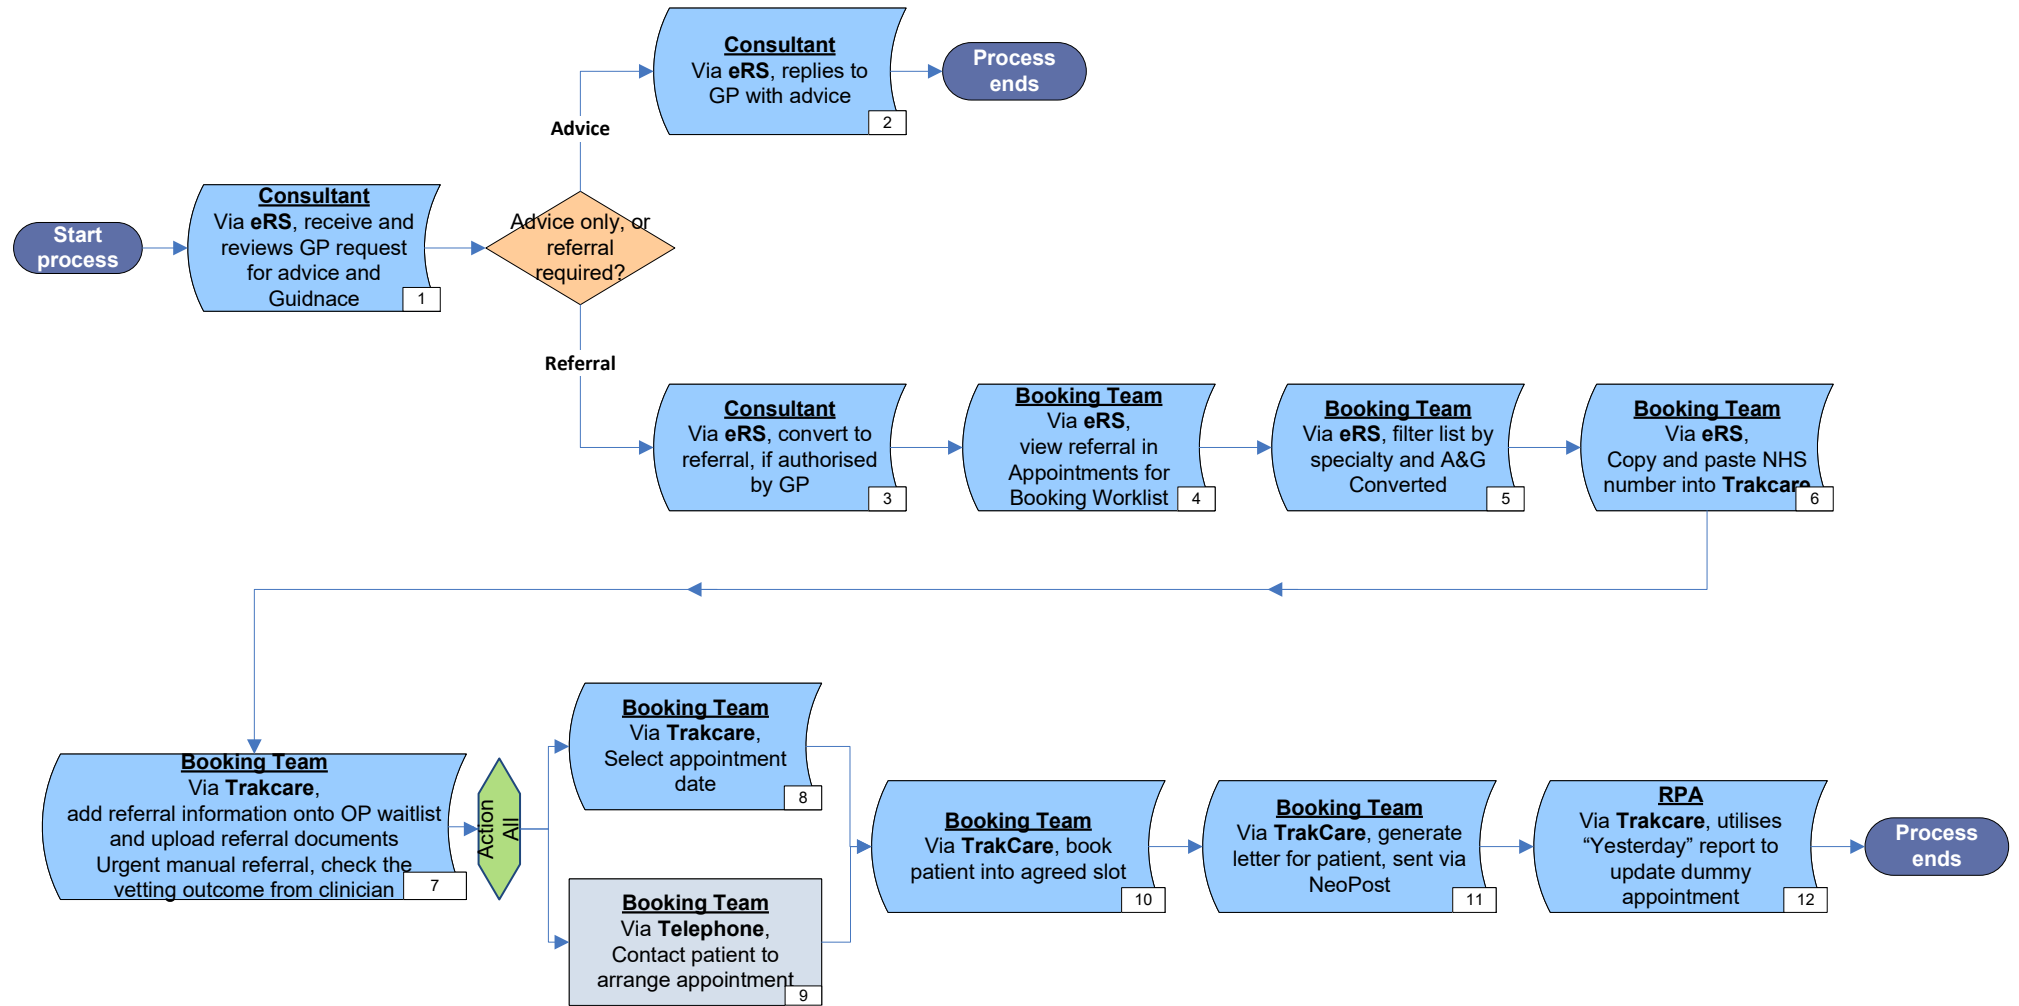 Consultant
Via eRS, replies to
GP with advice
2
Process
ends
Advice
Start
process
Consultant
Via eRS, receive and
reviews GP request
for advice and
Guidnace
1
Advice only, or
referral
required?
Referral
Consultant
Via eRS, convert to
referral, if authorised
by GP
3
Booking Team
Via eRS,
view referral in
Appointments for
Booking Worklist
4
Booking Team
Via eRS, filter list by
specialty and A&G
Converted
5
Booking Team
Via eRS,
Copy and paste NHS
number into Trakcare
6
Booking Team
Via Trakcare,
add referral information onto OP waitlist
and upload referral documents
Urgent manual referral, check the
vetting outcome from clinician
7
Action
All
Booking Team
Via Trakcare,
Select appointment
date
8
Booking Team
Via Telephone,
Contact patient to
arrange appointment
9
Booking Team
Via TrakCare, book
patient into agreed slot
10
Booking Team
Via TrakCare, generate
letter for patient, sent via
NeoPost
11
RPA
Via Trakcare, utilises
“Yesterday” report to
update dummy
appointment
12
Process
ends